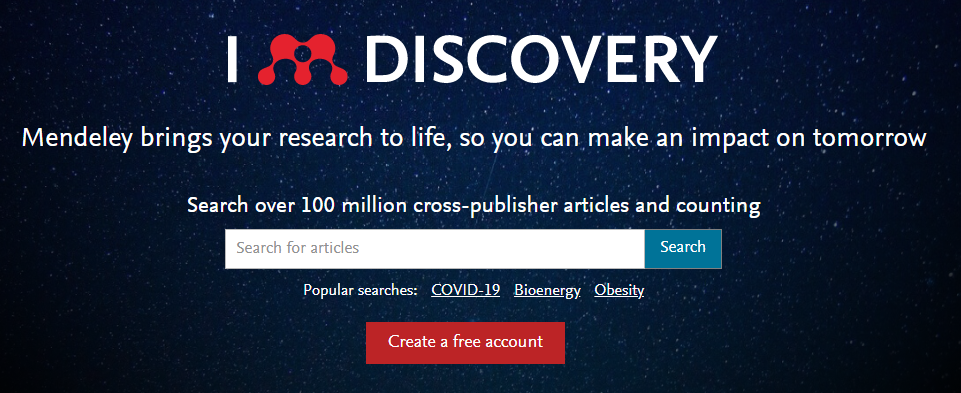 I DISCOVERY
Mendeley brings your research to life, so you can make an impact on tomorrow
Search over 100 million cross-publisher articles and counting
Search for articles Search
Popular searches: COVID-19 Bioenergy Obesity
Create a free account